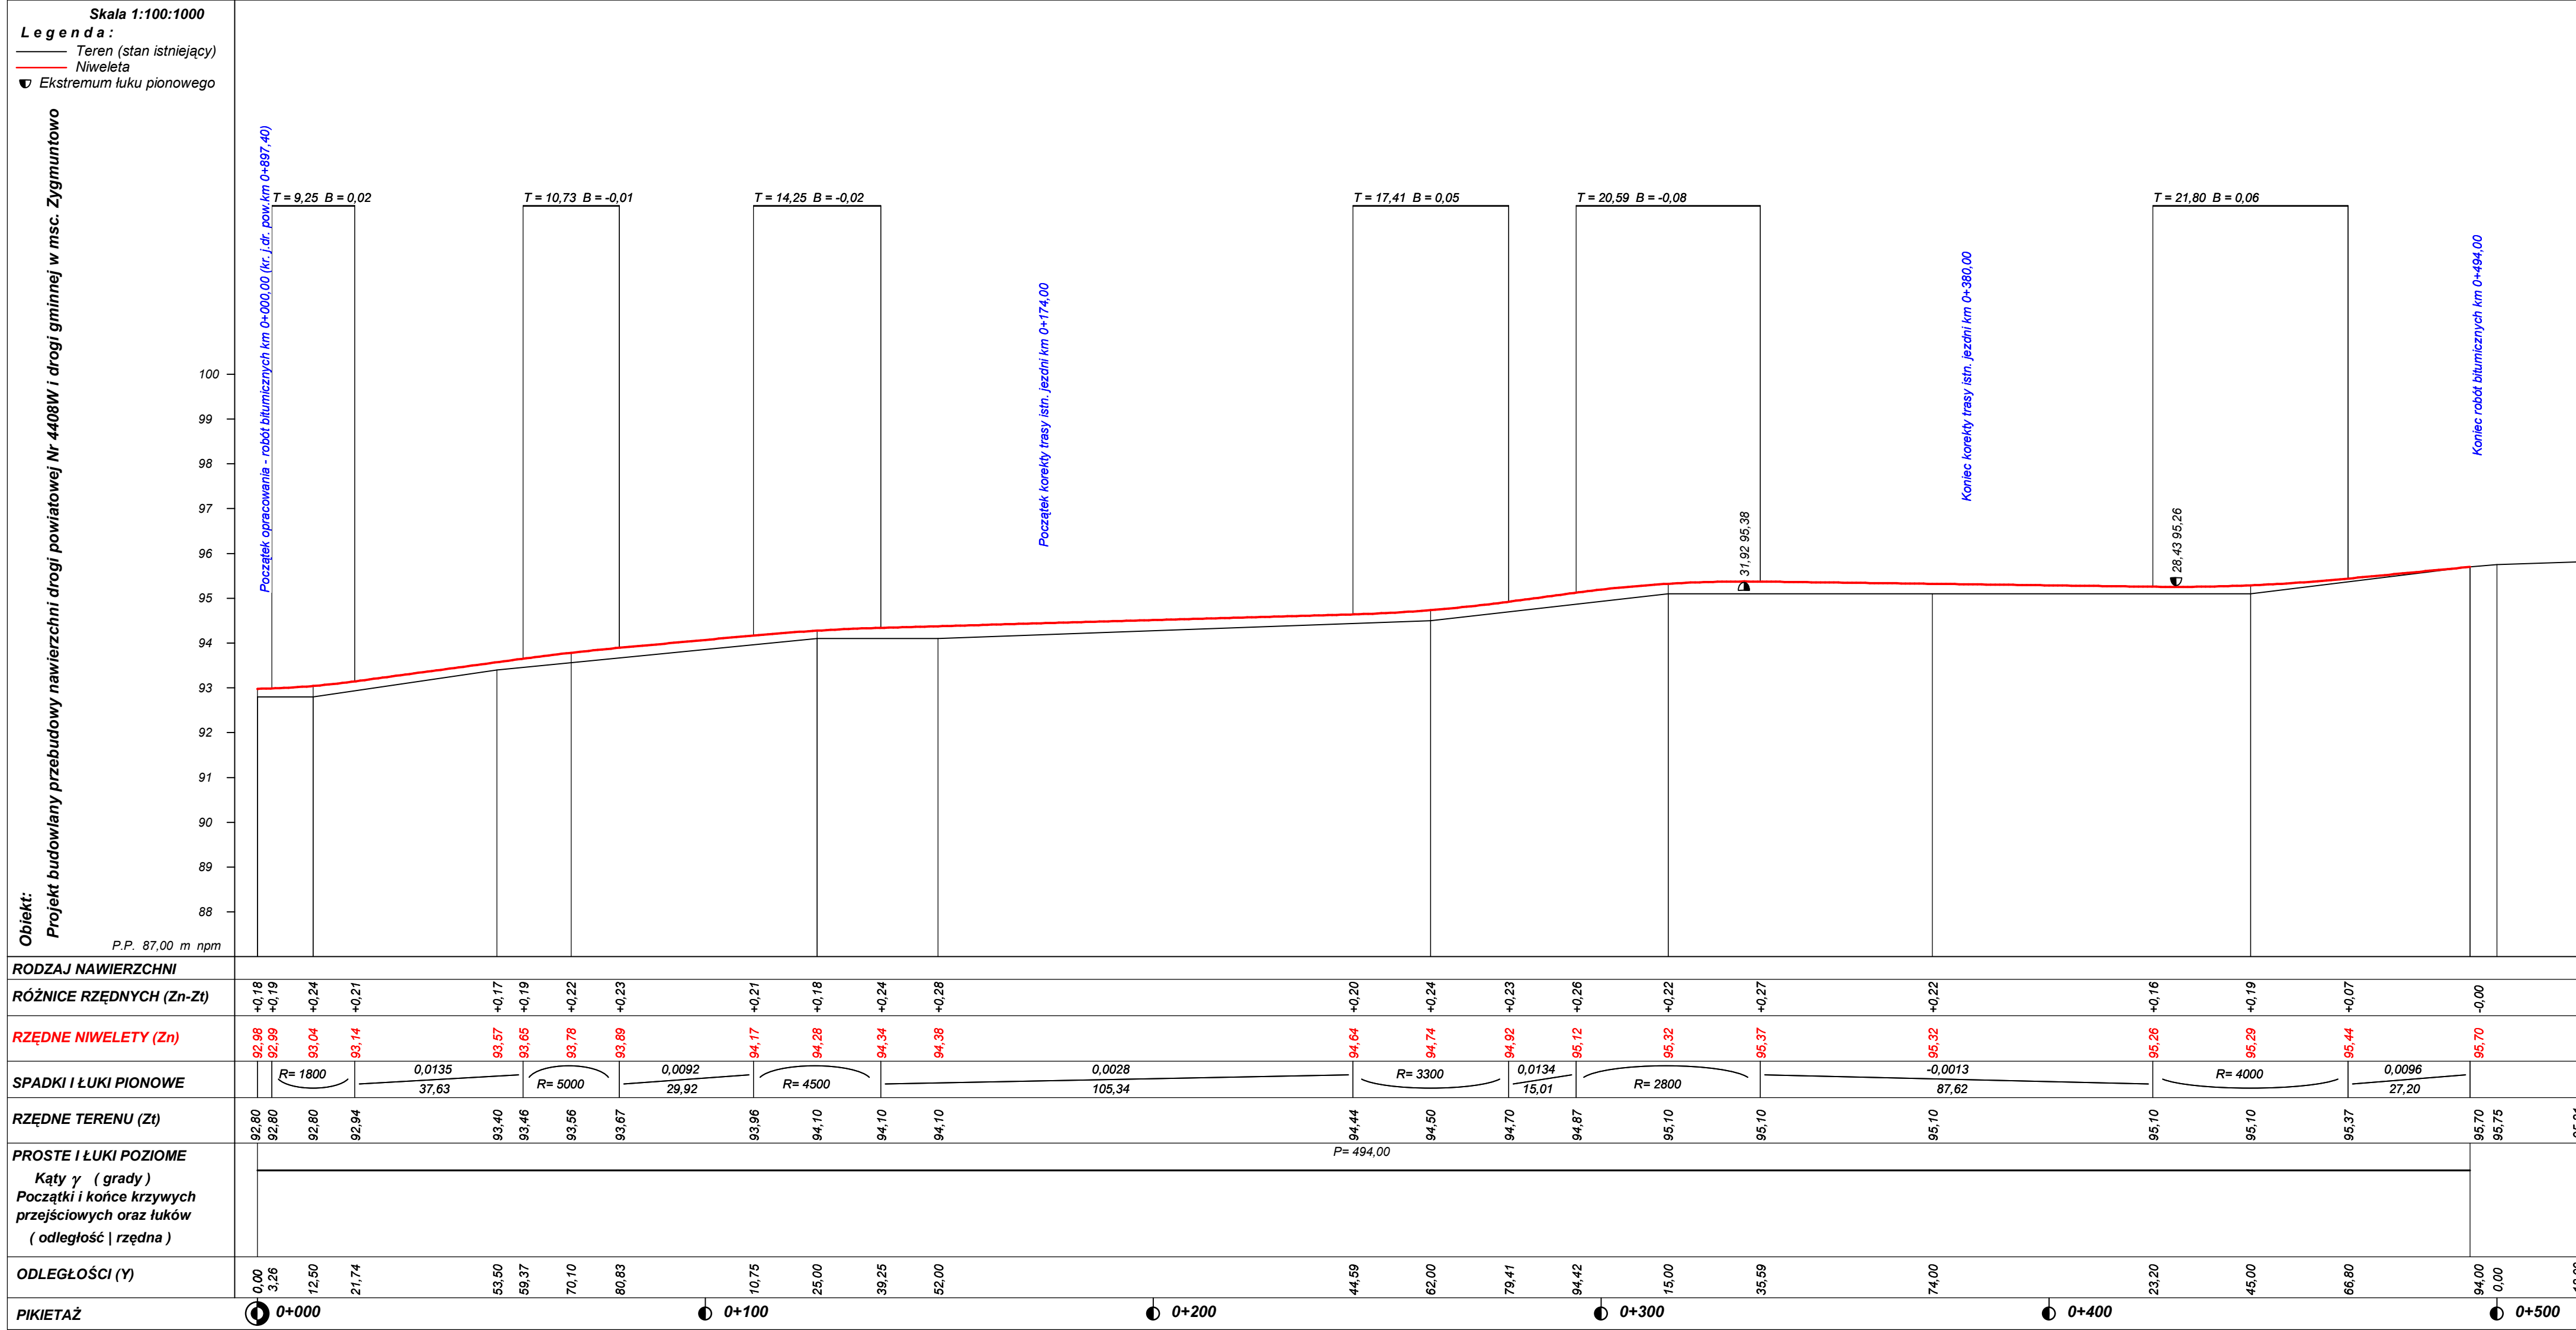 Skala 1:100:1000
Legenda:
Teren (stan istniejący)
Niweleta
Ekstremum łuku pionowego
Obiekt:
Projekt budowlany przebudowy nawierzchni drogi powiatowej Nr 4408W i drogi gminnej w msc. Zygmuntowo
Początek opracowania - robót bitumicznych km 0+000,00 (kr. j.dr. pow.km 0+897,40)
T = 9,25 B = 0,02
T = 10,73 B = -0,01
T = 14,25 B = -0,02
Początek korekty trasy istn. jezdni km 0+174,00
T = 17,41 B = 0,05
T = 20,59 B = -0,08
31,92 95,38
Koniec korekty trasy istn. jezdni km 0+380,00
T = 21,80 B = 0,06
28,43 95,26
Koniec robót bitumicznych km 0+494,00
100
99
98
97
96
95
94
93
92
91
90
89
88
P.P. 87,00 m npm
RODZAJ NAWIERZCHNI
RÓŻNICE RZĘDNYCH (Zn-Zt)
+0,18 +0,19 +0,24 +0,21 +0,17 +0,19 +0,22 +0,23 +0,21 +0,18 +0,24 +0,28 +0,20 +0,24 +0,23 +0,26 +0,22 +0,27 +0,22 +0,16 +0,19 +0,07 -0,00
RZĘDNE NIWELETY (Zn)
92,98 92,99 93,04 93,14 93,57 93,65 93,78 93,89 94,17 94,28 94,34 94,38 94,64 94,74 94,92 95,12 95,32 95,37 95,32 95,26 95,29 95,44 95,70
SPADKI I ŁUKI PIONOWE
R= 1800
0,0135
37,63
R= 5000
0,0092
29,92
R= 4500
0,0028
105,34
R= 3300
0,0134
15,01
R= 2800
-0,0013
87,62
R= 4000
0,0096
27,20
RZĘDNE TERENU (Zt)
92,80 92,80 92,80 92,94 93,40 93,46 93,56 93,67 93,96 94,10 94,10 94,10 94,44 94,50 94,70 94,87 95,10 95,10 95,10 95,10 95,10 95,37 95,70 95,75
PROSTE I ŁUKI POZIOME
P= 494,00
Kąty γ ( grady )
Początki i końce krzywych
przejściowych oraz łuków
( odległość | rzędna )
ODLEGŁOŚCI (Y)
0,00 3,26 12,50 21,74 53,50 59,37 70,10 80,83 10,75 25,00 39,25 52,00 44,59 62,00 79,41 94,42 15,00 35,59 74,00 23,20 45,00 66,80 94,00 0,00
PIKIETAŻ
0+000 0+100 0+200 0+300 0+400 0+500